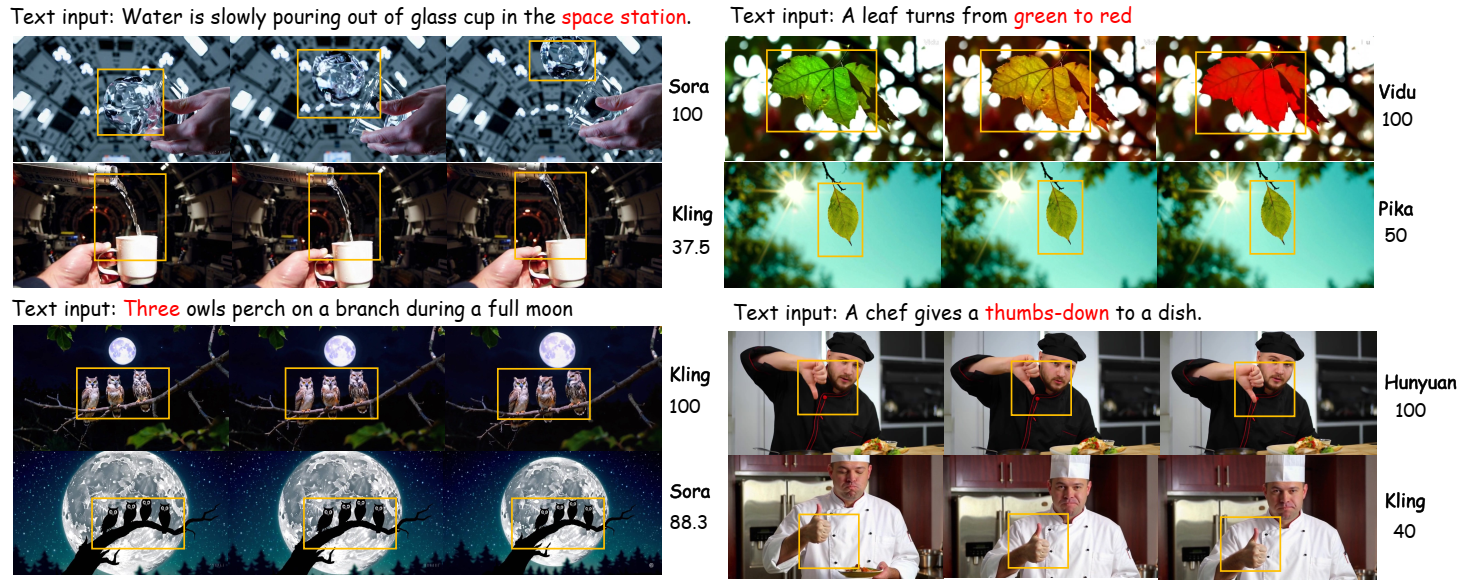 Text input: Water is slowly pouring out of glass cup in the space station.
Sora
100
Kling
37.5
Text input: A leaf turns from green to red
Vidu
100
Pika
50
Text input: Three owls perch on a branch during a full moon
Kling
100
Sora
88.3
Text input: A chef gives a thumbs-down to a dish.
Hunyuan
100
Kling
40